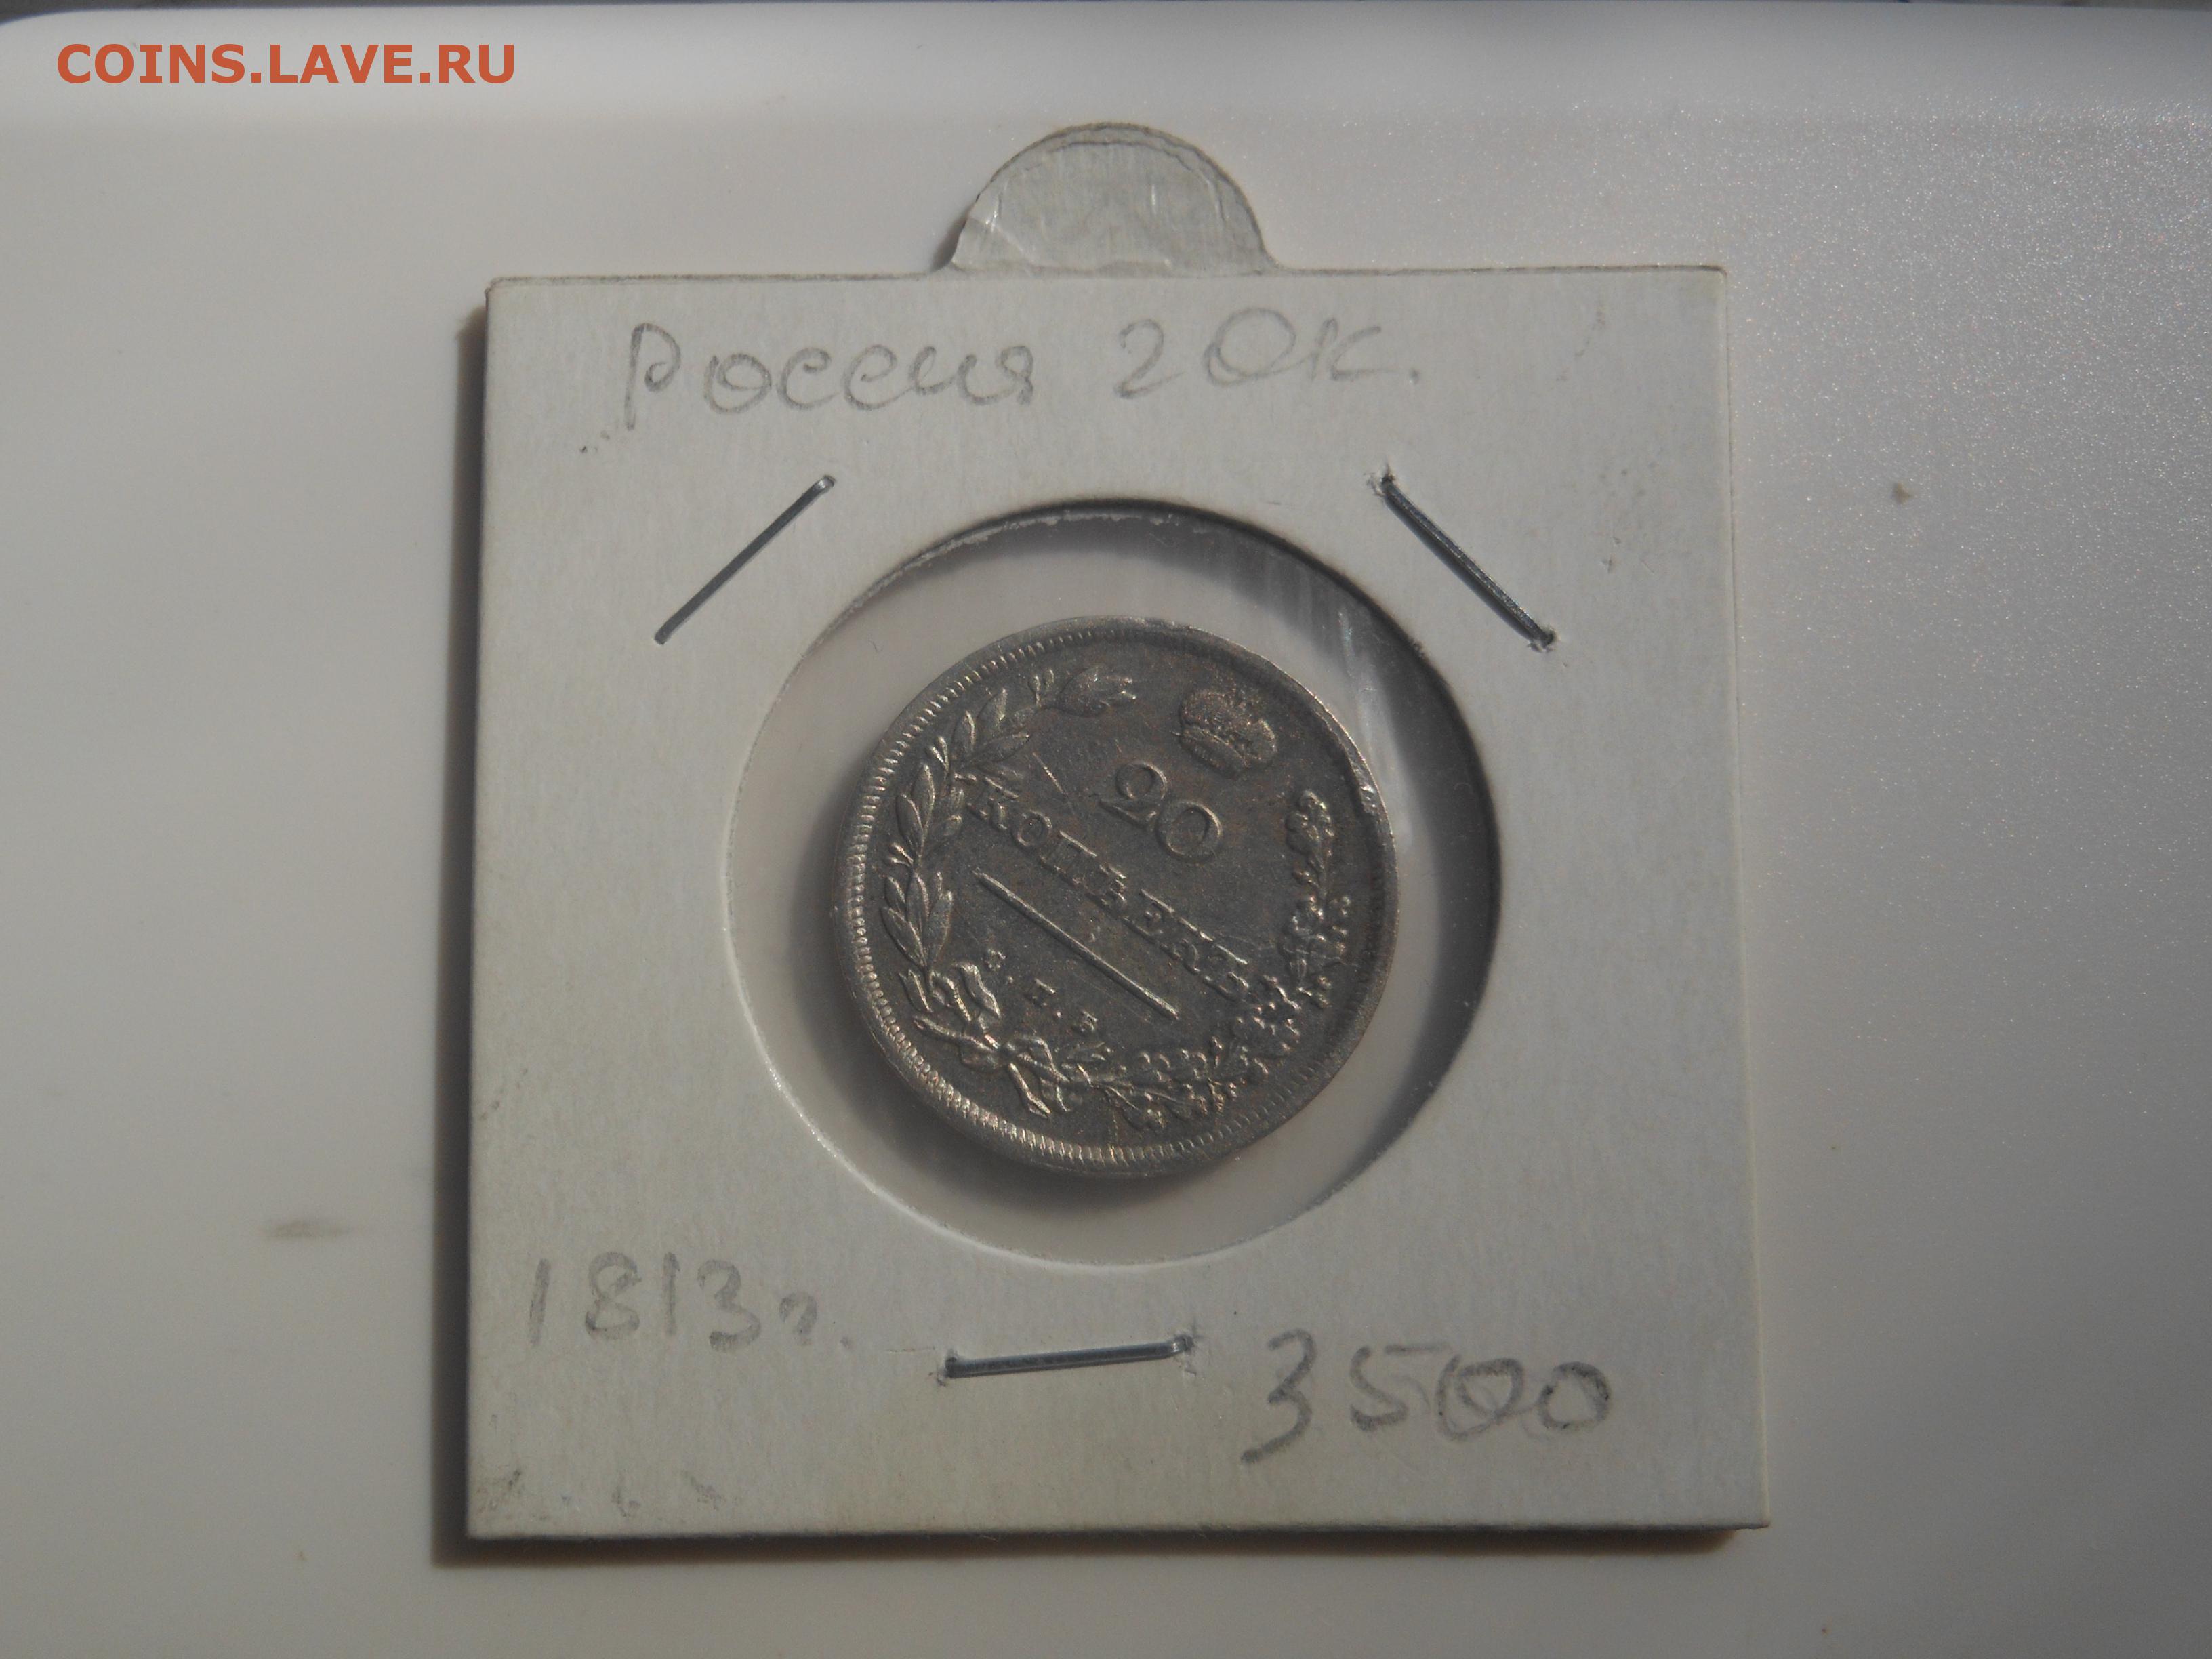 COINS.LAVE.RU
Россия 20к.
20
КОПѢЕКЪ
С.П.Б.
1813г.
3500